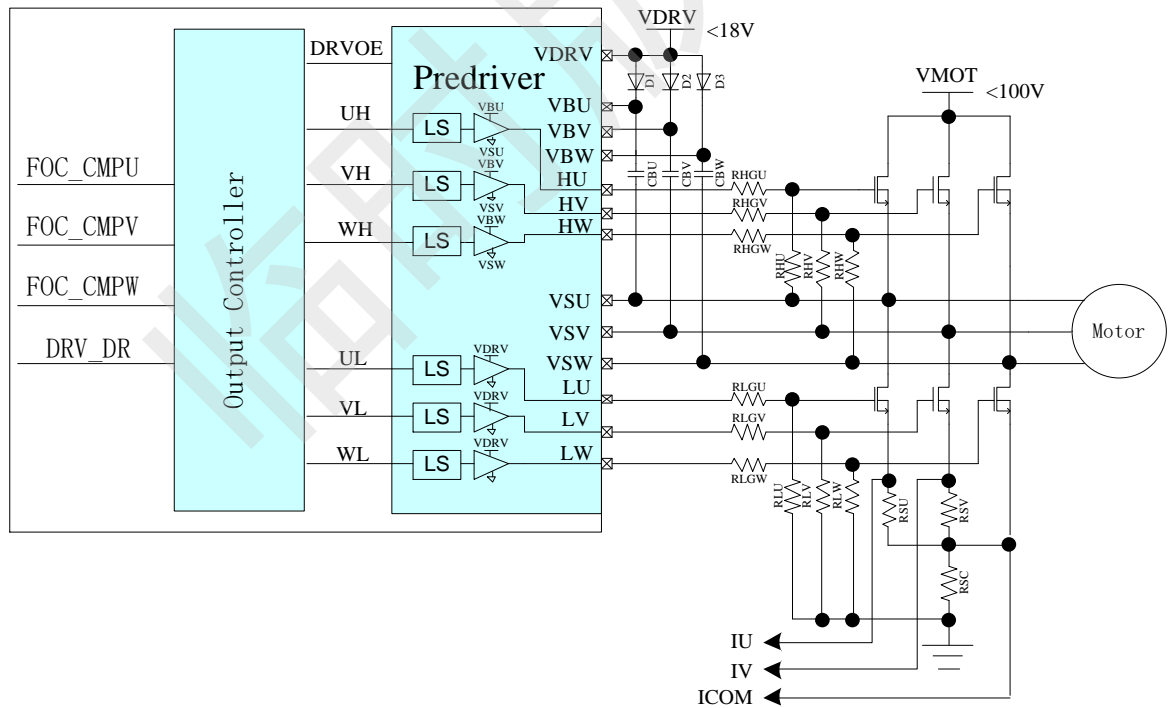 VDRV
<18V
DRVOE
VDRV
D1
D2
D3
Predriver
VMOT
<100V
VBU
VBU
UH
LS
VSU
VBV
VBV
VBW
CBU
CBV
CBW
FOC_CMPU
VH
LS
HU
RHGU
VSV
VBW
HV
RHGV
FOC_CMPV
WH
LS
HW
RHGW
VSW
RHU
RHV
RHW
FOC_CMPW
VSU
Output Controller
VSV
Motor
DRV_DR
VDRV
VSW
UL
LS
LU
RLGU
VDRV
VL
LS
LV
RLGV
VDRV
WL
LS
LW
RLGW
RLU
RLV
RLW
RSU
RSV
RSC
IU
IV
ICOM
临时版